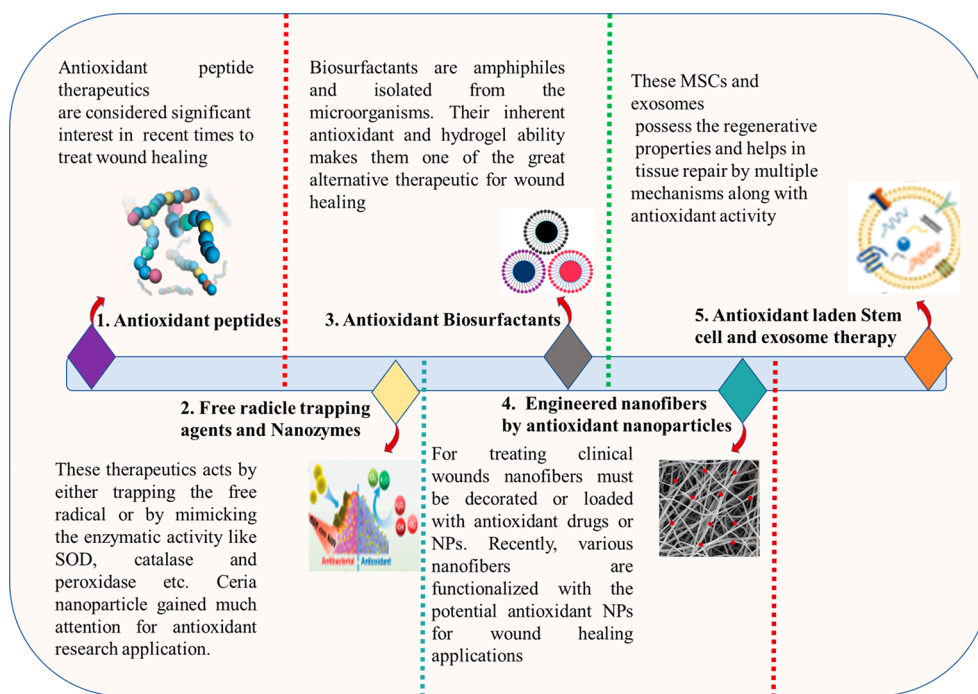 Antioxidant peptide
therapeutics
are considered significant
interest in recent times to
treat wound healing
1. Antioxidant peptides
2. Free radicle trapping
agents and Nanozymes
These therapeutics acts by
either trapping the free
radical or by mimicking
the enzymatic activity like
SOD, catalase and
peroxidase etc. Ceria
nanoparticle gained much
attention for antioxidant
research application.
Antibacterial
Antioxidant
Biosurfactants are amphiphiles
and isolated from the
microorganisms. Their inherent
antioxidant and hydrogel ability
makes them one of the great
alternative therapeutic for wound
healing
3. Antioxidant Biosurfactants
4. Engineered nanofibers
by antioxidant nanoparticles
For treating clinical
wounds nanofibers must
be decorated or loaded
with antioxidant drugs or
NPs. Recently, various
nanofibers are
functionalized with the
potential antioxidant NPs
for wound healing
applications
These MSCs and
exosomes
possess the regenerative
properties and helps in
tissue repair by multiple
mechanisms along with
antioxidant activity
5. Antioxidant laden Stem
cell and exosome therapy